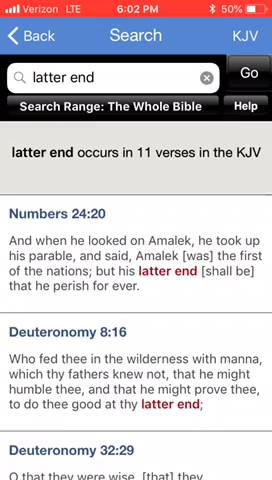 Verizon LTE 6:02 PM 50%
Back Search KJV
latter end Go
Search Range: The Whole Bible Help
latter end occurs in 11 verses in the KJV
Numbers 24:20
And when he looked on Amalek, he took up
his parable, and said, Amalek [was] the first
of the nations; but his latter end [shall be]
that he perish for ever.
Deuteronomy 8:16
Who fed thee in the wilderness with manna,
which thy fathers knew not, that he might
humble thee, and that he might prove thee,
to do thee good at thy latter end;
Deuteronomy 32:29
O that they were wise, [that] they